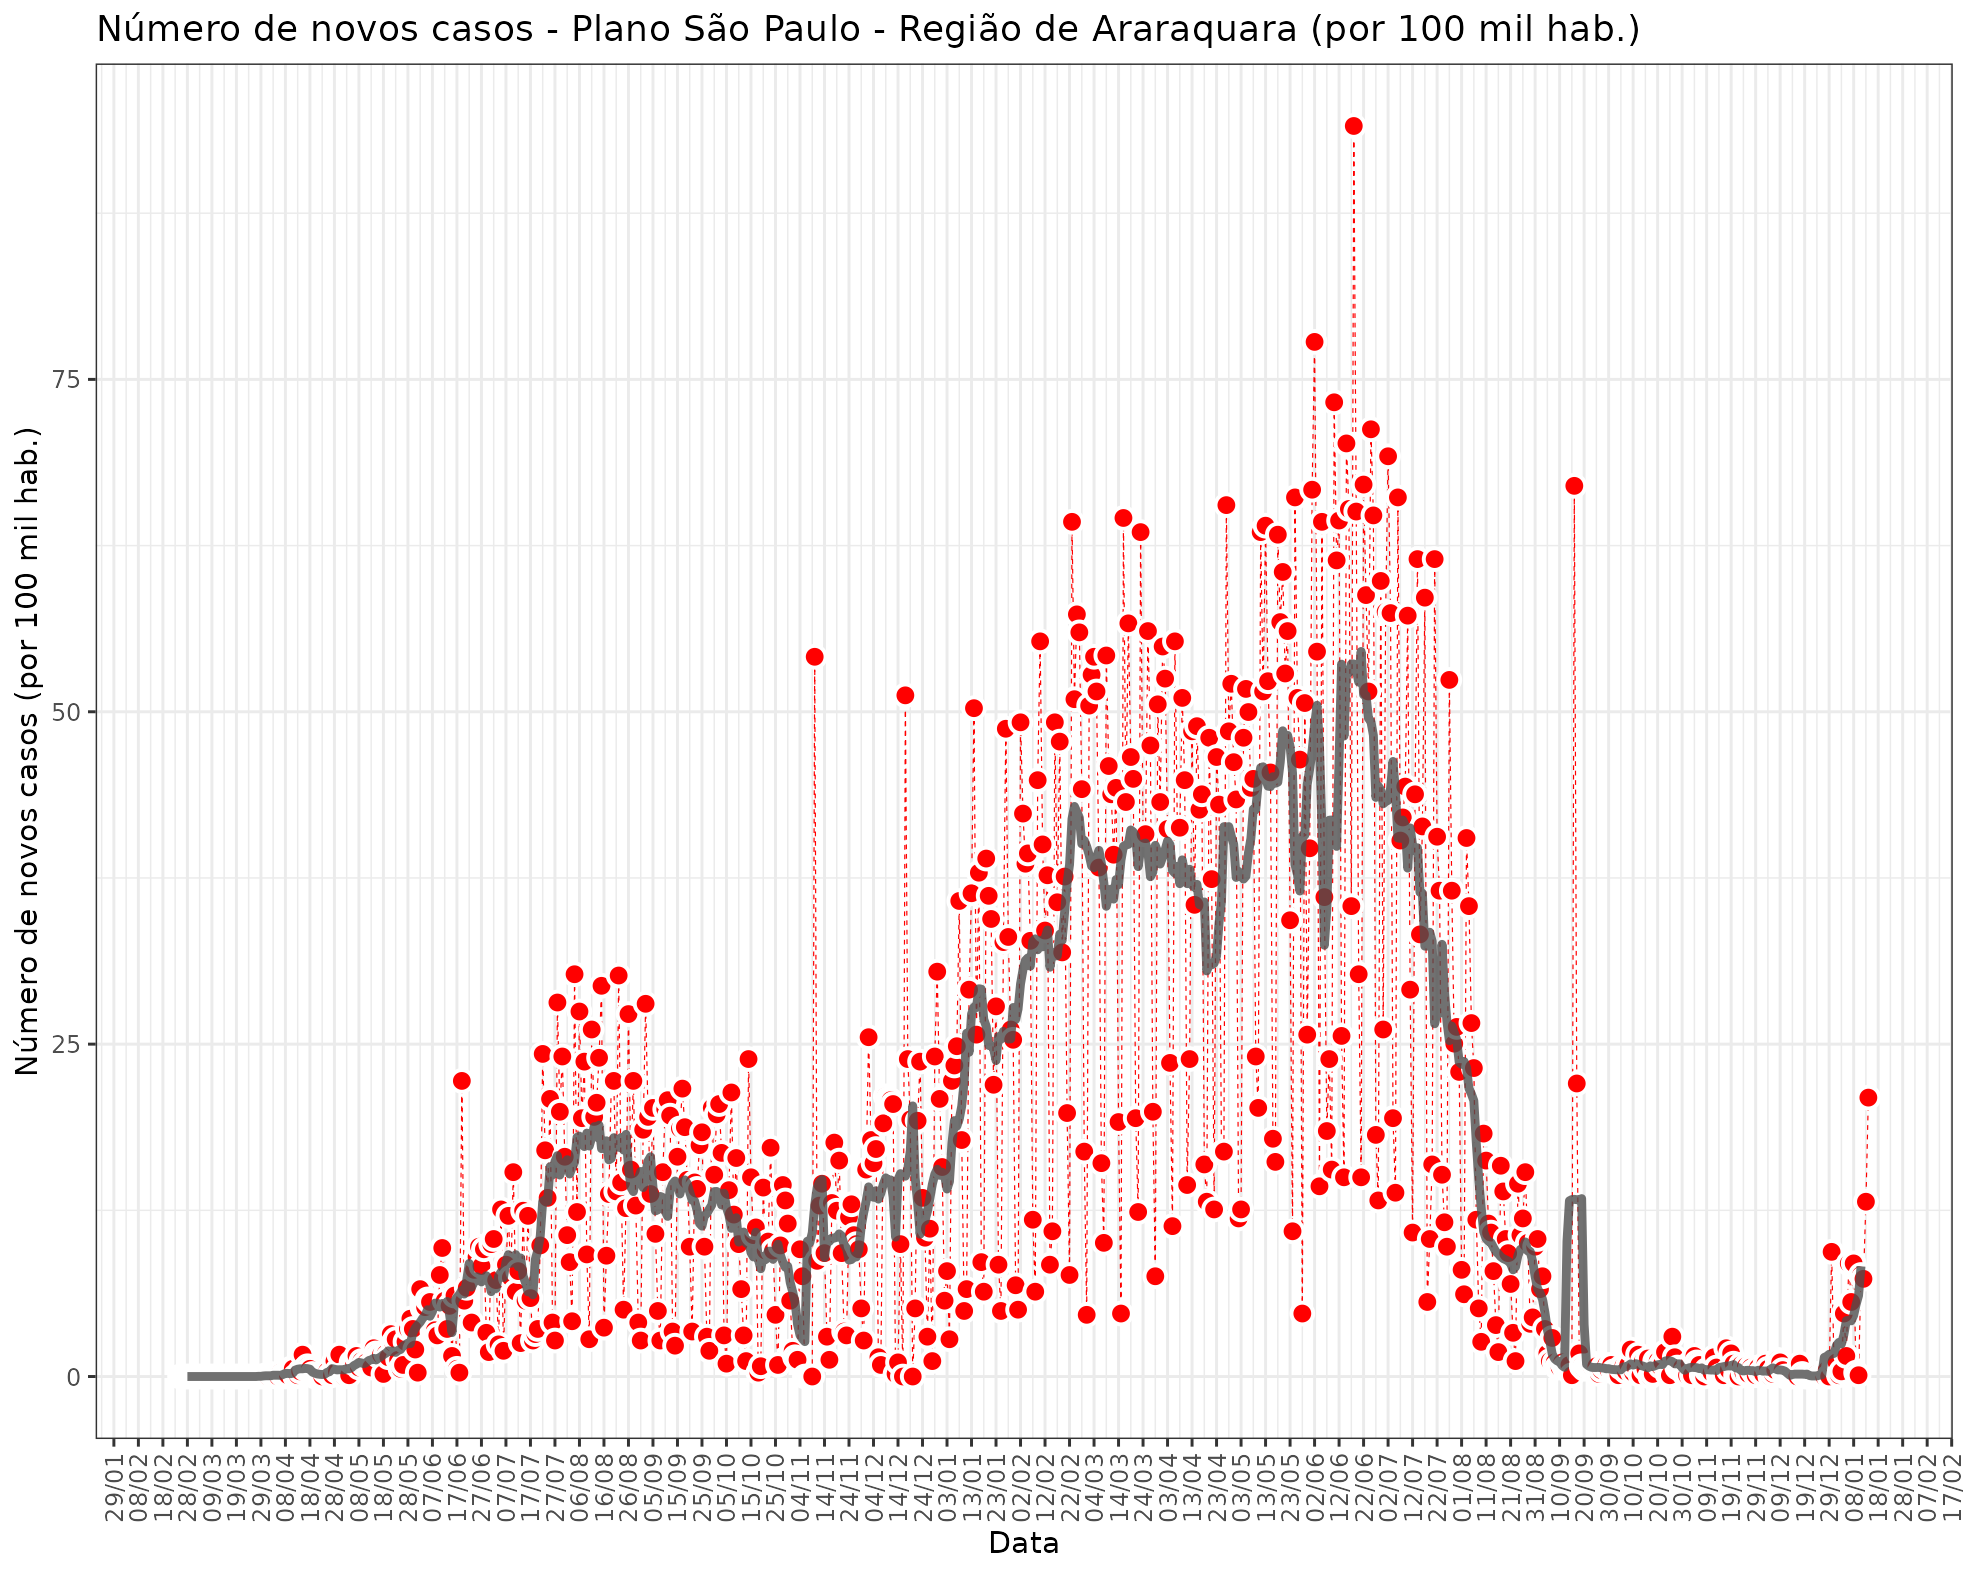 Número de novos casos - Plano São Paulo - Região de Araraquara (por 100 mil hab.)
Número de novos casos (por 100 mil hab.)
75
50
25
0
29/01 08/02 18/02 28/02 09/03 19/03 29/03 08/04 18/04 28/04 08/05 18/05 28/05 07/06 17/06 27/06 07/07 17/07 27/07 06/08 16/08 26/08 05/09 15/09 25/09 05/10 15/10 25/10 04/11 14/11 24/11 04/12 14/12 24/12 03/01 13/01 23/01 02/02 12/02 22/02 04/03 14/03 24/03 03/04 13/04 23/04 03/05 13/05 23/05 02/06 12/06 22/06 02/07 12/07 22/07 01/08 11/08 21/08 31/08 10/09 20/09 30/09 10/10 20/10 30/10 09/11 19/11 29/11 09/12 19/12 29/12 08/01 18/01 28/01 07/02 17/02
Data